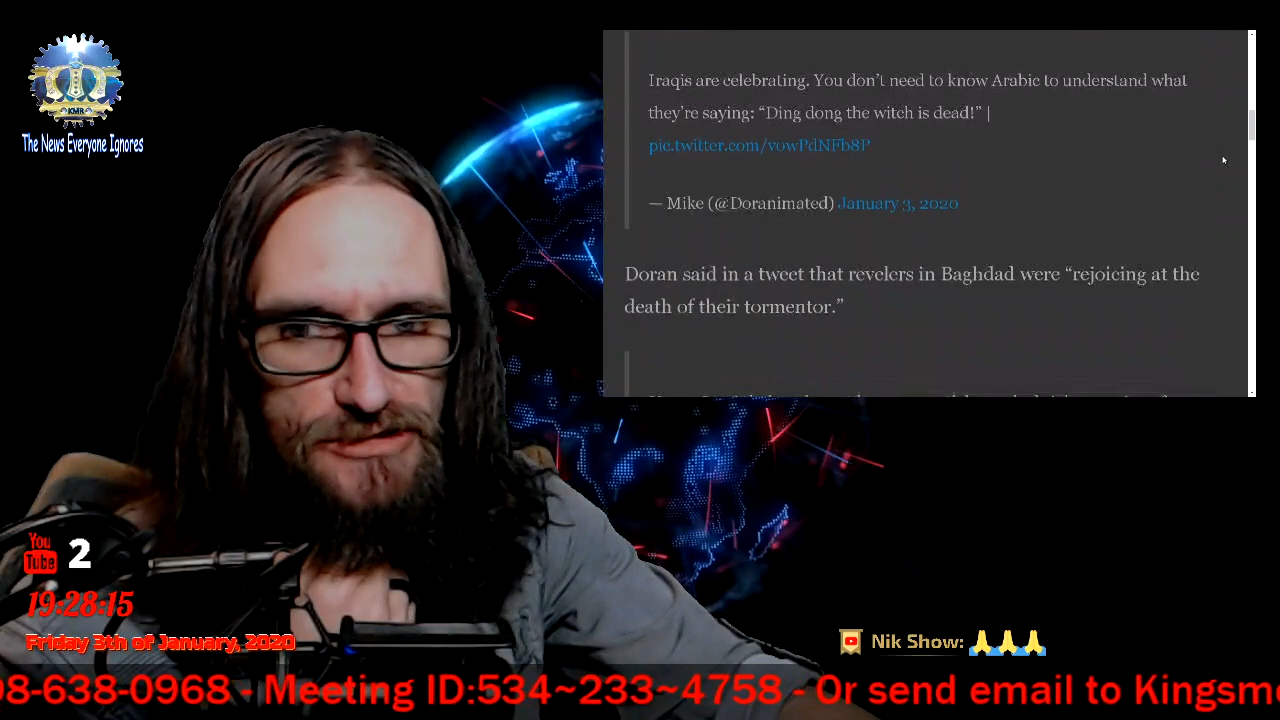 KMR
The News Everyone Ignores
Iraqis are celebrating. You don't need to know Arabic to understand what
they're saying: “Ding dong the witch is dead!” |
pic.twitter.com/vowPdNFb8P
— Mike (@Doranimated) January 3, 2020
Doran said in a tweet that revelers in Baghdad were “rejoicing at the
death of their tormentor.”
You Tube 2
19:28:15
Friday 3th of January, 2020
Nik Show: 🙏🙏🙏
98-638-0968 - Meeting ID:534~233~4758 - Or send email to Kingsm